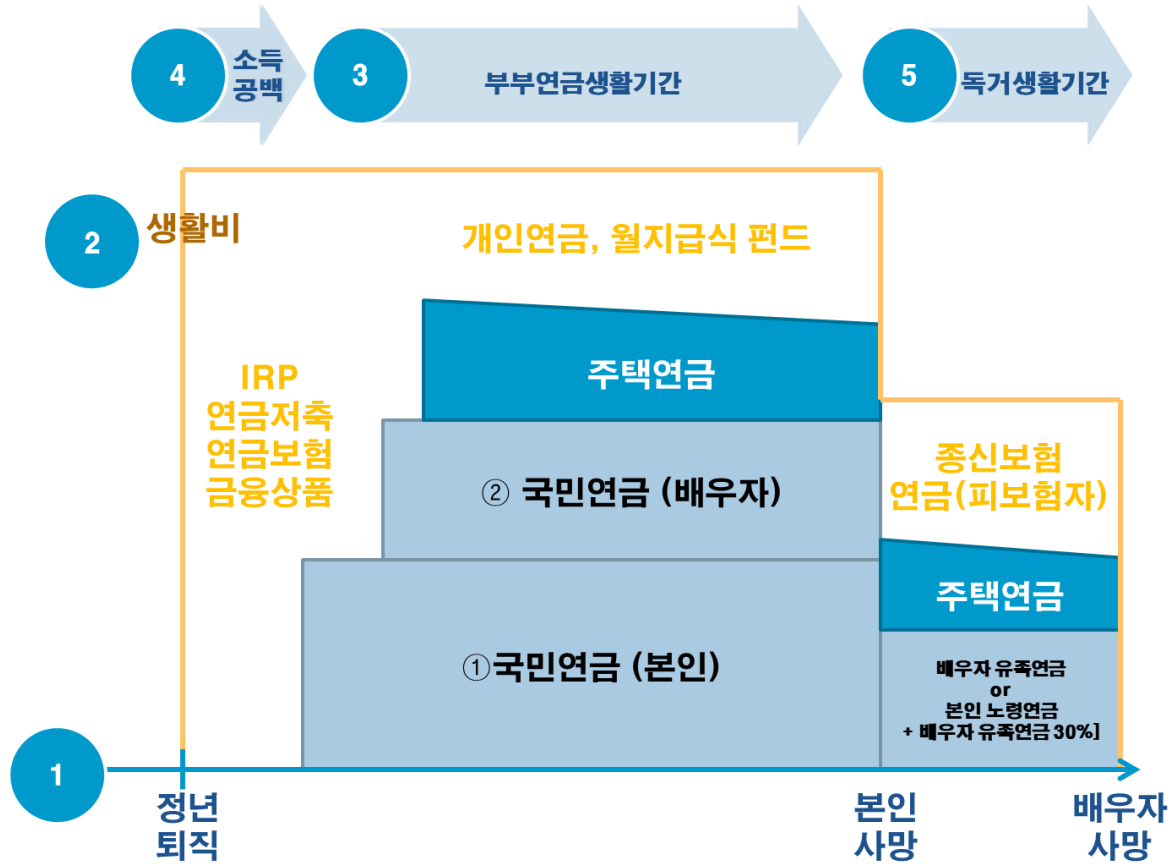 4
소득
공백
3
부부연금생활기간
5
독거생활기간
2
생활비
개인연금, 월지급식 펀드
주택연금
IRP
연금저축
연금보험
금융상품
② 국민연금 (배우자)
종신보험
연금(피보험자)
주택연금
①국민연금 (본인)
배우자 유족연금
or
본인 노령연금
+ 배우자 유족연금 30%]
1
정년
퇴직
본인
사망
배우자
사망